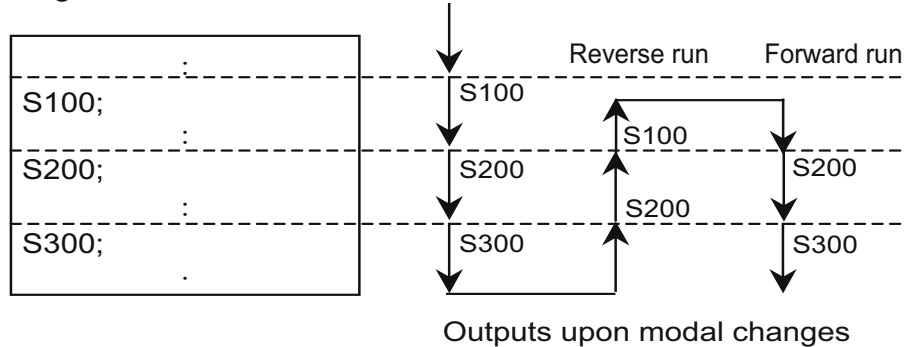 Reverse run Forward run
S100;
S100
S100
S200;
S200
S200
S200
S300;
S300
S300
Outputs upon modal changes